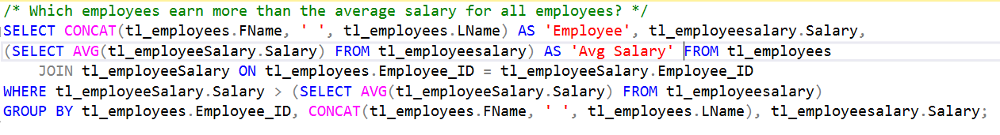 /* Which employees earn more than the average salary for all employees? */
SELECT CONCAT(tl_employees.FName, ' ', tl_employees.LName) AS 'Employee', tl_employeesalary.Salary,
(SELECT AVG(tl_employeeSalary.Salary) FROM tl_employeesalary) AS 'Avg Salary' FROM tl_employees
    JOIN tl_employeeSalary ON tl_employees.Employee_ID = tl_employeeSalary.Employee_ID
WHERE tl_employeeSalary.Salary > (SELECT AVG(tl_employeeSalary.Salary) FROM tl_employeesalary)
GROUP BY tl_employees.Employee_ID, CONCAT(tl_employees.FName, ' ', tl_employees.LName), tl_employeesalary.Salary;